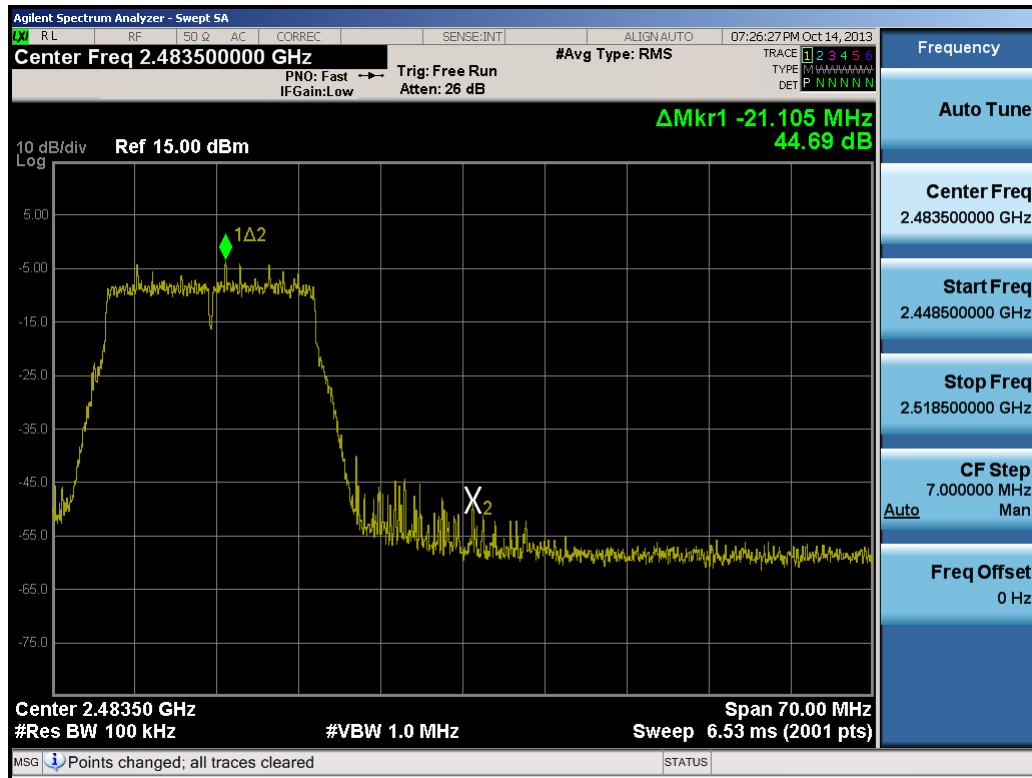 Agilent Spectrum Analyzer - Swept SA
LXI RL RF 50 Ω AC CORREC SENSE:INT ALIGN AUTO 07:26:27 PM Oct 14, 2013
Center Freq 2.483500000 GHz
PNO: Fast
IFGain:Low
Trig: Free Run
Atten: 26 dB
#Avg Type: RMS
TRACE 1 2 3 4 5 6
TYPE M
DET P N N N N N
ΔMkr1 -21.105 MHz
44.69 dB
10 dB/div
Log
Ref 15.00 dBm
5.00
1Δ2
-5.00
-15.0
-25.0
-35.0
-45.0
X2
-55.0
-65.0
-75.0
Center 2.48350 GHz
Span 70.00 MHz
#Res BW 100 kHz
#VBW 1.0 MHz
Sweep 6.53 ms (2001 pts)
MSG Points changed; all traces cleared
STATUS
Frequency
Auto Tune
Center Freq
2.483500000 GHz
Start Freq
2.448500000 GHz
Stop Freq
2.518500000 GHz
CF Step
7.000000 MHz
Auto Man
Freq Offset
0 Hz